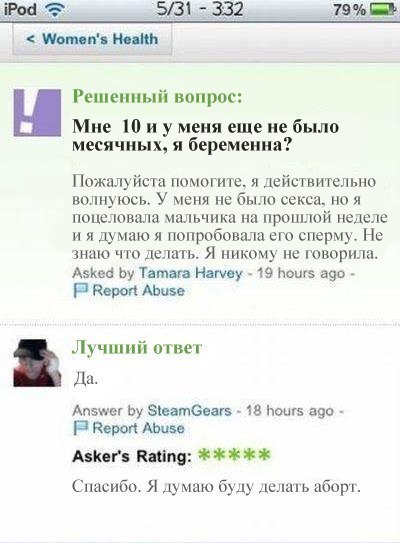 iPod 5/31 - 3:32 79%
< Women's Health
Решенный вопрос:
Мне 10 и у меня еще не было
месячных, я беременна?
Пожалуйста помогите, я действительно
волнуюсь. У меня не было секса, но я
поцеловала мальчика на прошлой неделе
и я думаю я попробовала его сперму. Не
знаю что делать. Я никому не говорила.
Asked by Tamara Harvey - 19 hours ago -
Report Abuse
Лучший ответ
Да.
Answer by SteamGears - 18 hours ago -
Report Abuse
Asker's Rating: *****
Спасибо. Я думаю буду делать аборт.